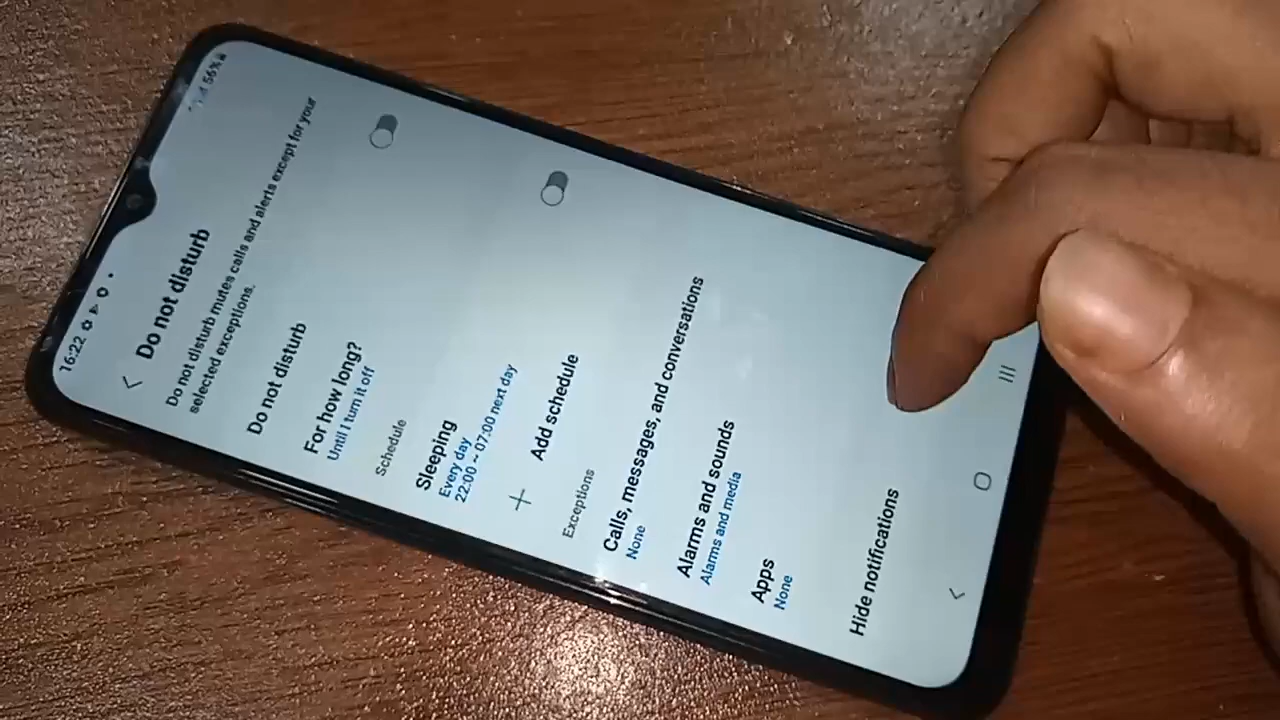 16:22
56%
Do not disturb
Do not disturb mutes calls and alerts except for your
selected exceptions.
Do not disturb
For how long?
Until I turn it off
Schedule
Sleeping
Every day
22:00 ~ 07:00 next day
Add schedule
Exceptions
Calls, messages, and conversations
None
Alarms and sounds
Alarms and media
Apps
None
Hide notifications